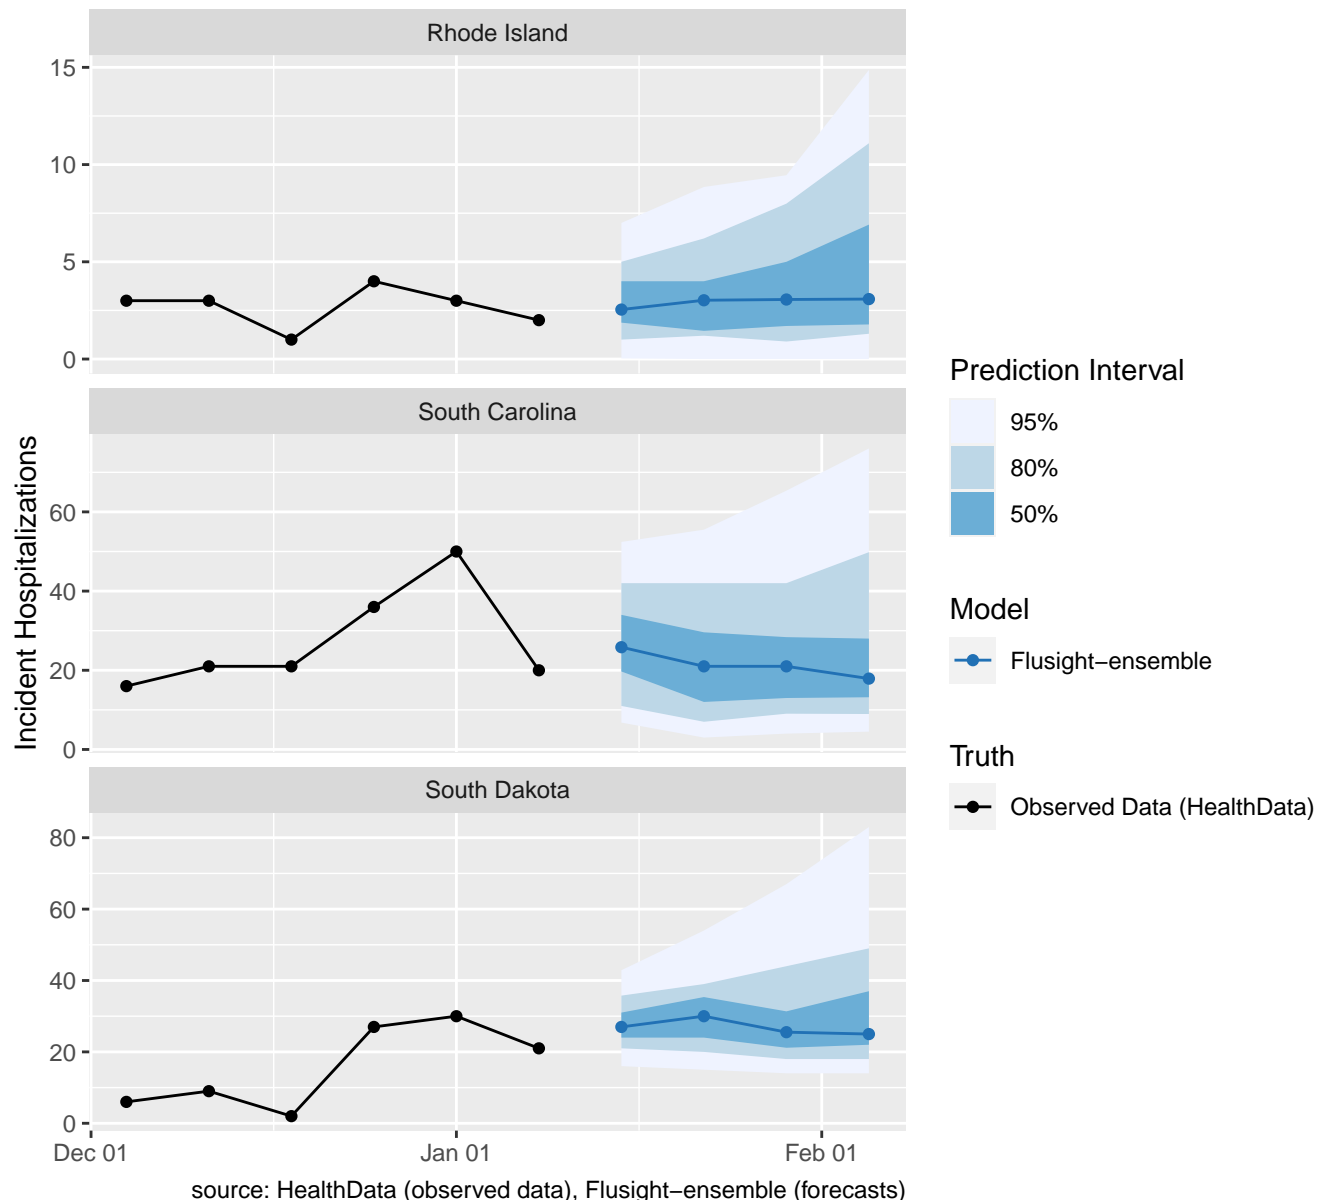 Rhode Island
15
10
5
0
South Carolina
60
40
20
0
South Dakota
80
60
40
20
0
Dec 01
Jan 01
Feb 01
Incident Hospitalizations
source: HealthData (observed data), Flusight−ensemble (forecasts)
Prediction Interval
95%
80%
50%
Model
Flusight−ensemble
Truth
Observed Data (HealthData)